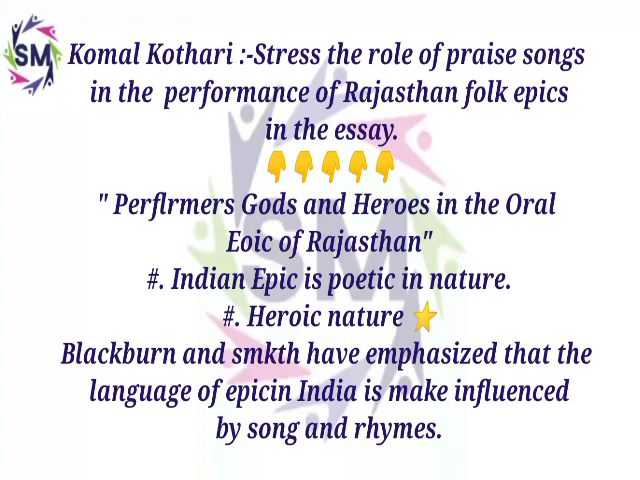 SM
Komal Kothari :-Stress the role of praise songs
in the performance of Rajasthan folk epics
in the essay.
👇👇👇👇👇
" Perflrmers Gods and Heroes in the Oral
Eoic of Rajasthan"
#. Indian Epic is poetic in nature.
#. Heroic nature ⭐
Blackburn and smkth have emphasized that the
language of epicin India is make influenced
by song and rhymes.